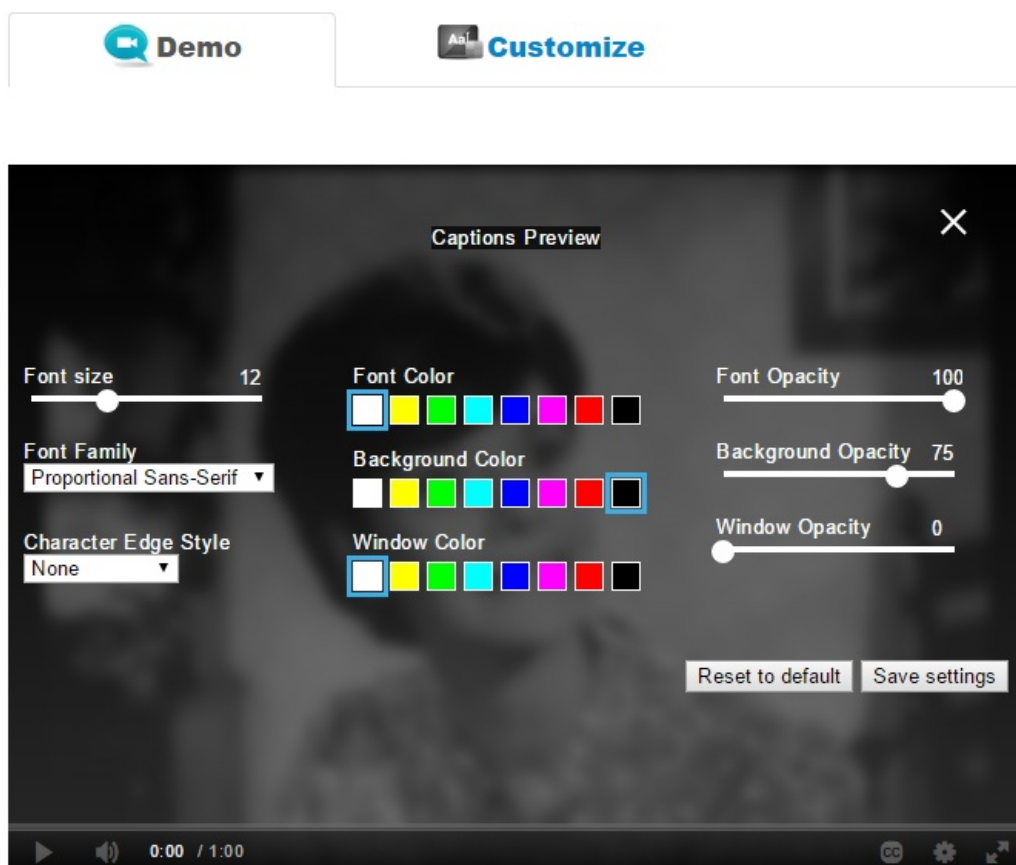 Demo
Aa
Customize
Captions Preview
Font size 12
Font Color
Font Opacity 100
Font Family
Proportional Sans-Serif
Background Color
Background Opacity 75
Character Edge Style
None
Window Color
Window Opacity 0
Reset to default
Save settings
0:00 / 1:00
CC